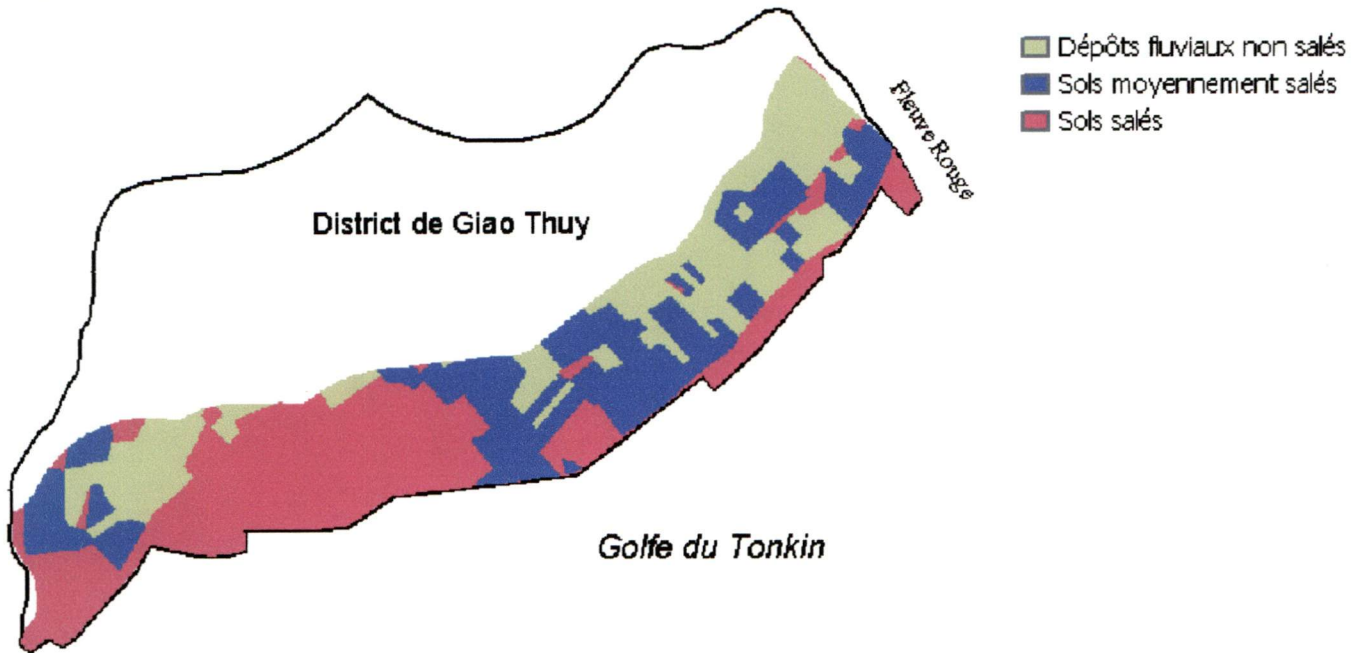 Dépôts fluviaux non salés
Sols moyennement salés
Sols salés
Fleuve Rouge
District de Giao Thuy
Golfe du Tonkin